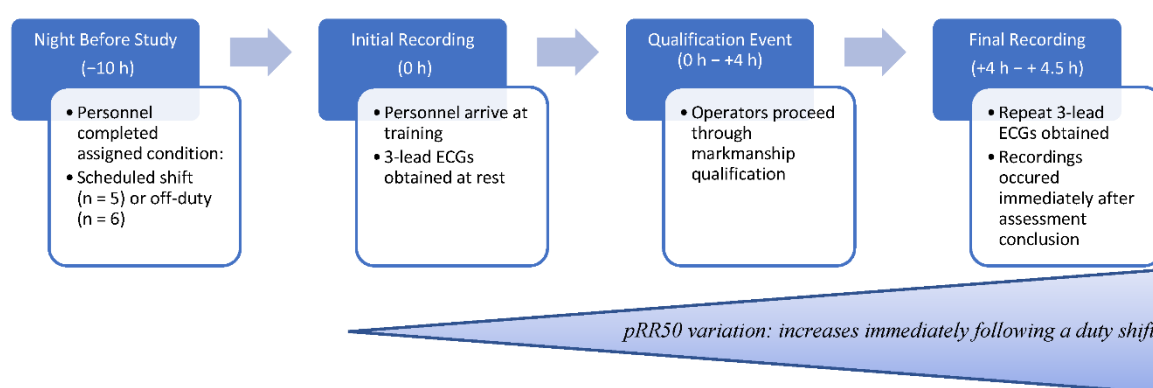 Night Before Study
(−10 h)
• Personnel
completed
assigned condition:
• Scheduled shift
(n = 5) or off-duty
(n = 6)
Initial Recording
(0 h)
• Personnel arrive at
training
• 3-lead ECGs
obtained at rest
Qualification Event
(0 h − +4 h)
• Operators proceed
through
markmanship
qualification
Final Recording
(+4 h − + 4.5 h)
• Repeat 3-lead
ECGs obtained
• Recordings
occured
immediately after
assessment
conclusion
pRR50 variation: increases immediately following a duty shift